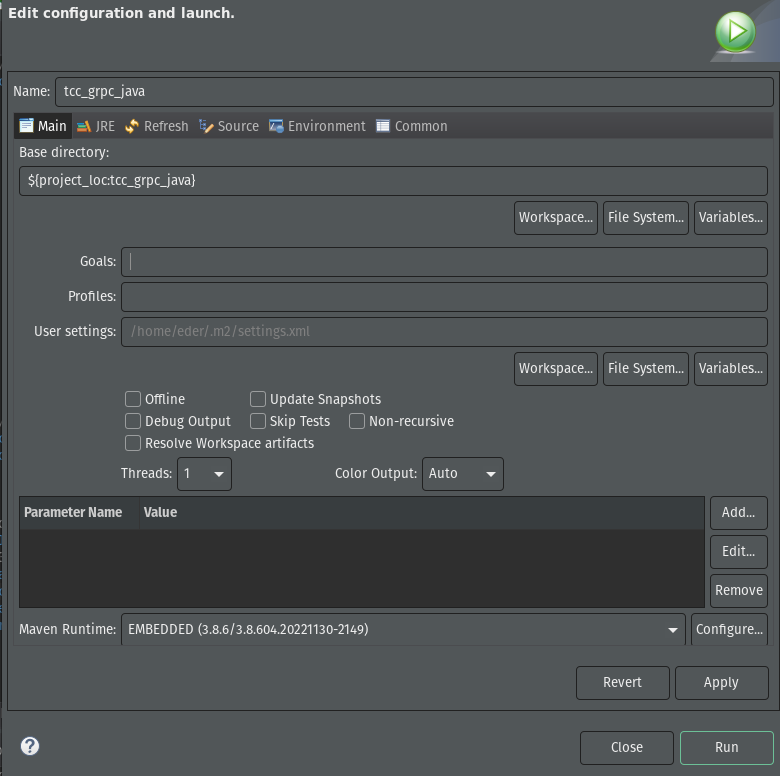 Edit configuration and launch.
Name: tcc_grpc_java
Main JRE Refresh Source Environment Common
Base directory:
${project_loc:tcc_grpc_java}
Workspace... File System... Variables...
Goals:
Profiles:
User settings: /home/eder/.m2/settings.xml
Workspace... File System... Variables...
Offline Update Snapshots
Debug Output Skip Tests Non-recursive
Resolve Workspace artifacts
Threads: 1 Color Output: Auto
Parameter Name Value Add...
Edit...
Remove
Maven Runtime: EMBEDDED (3.8.6/3.8.604.20221130-2149) Configure...
Revert Apply
? Close Run